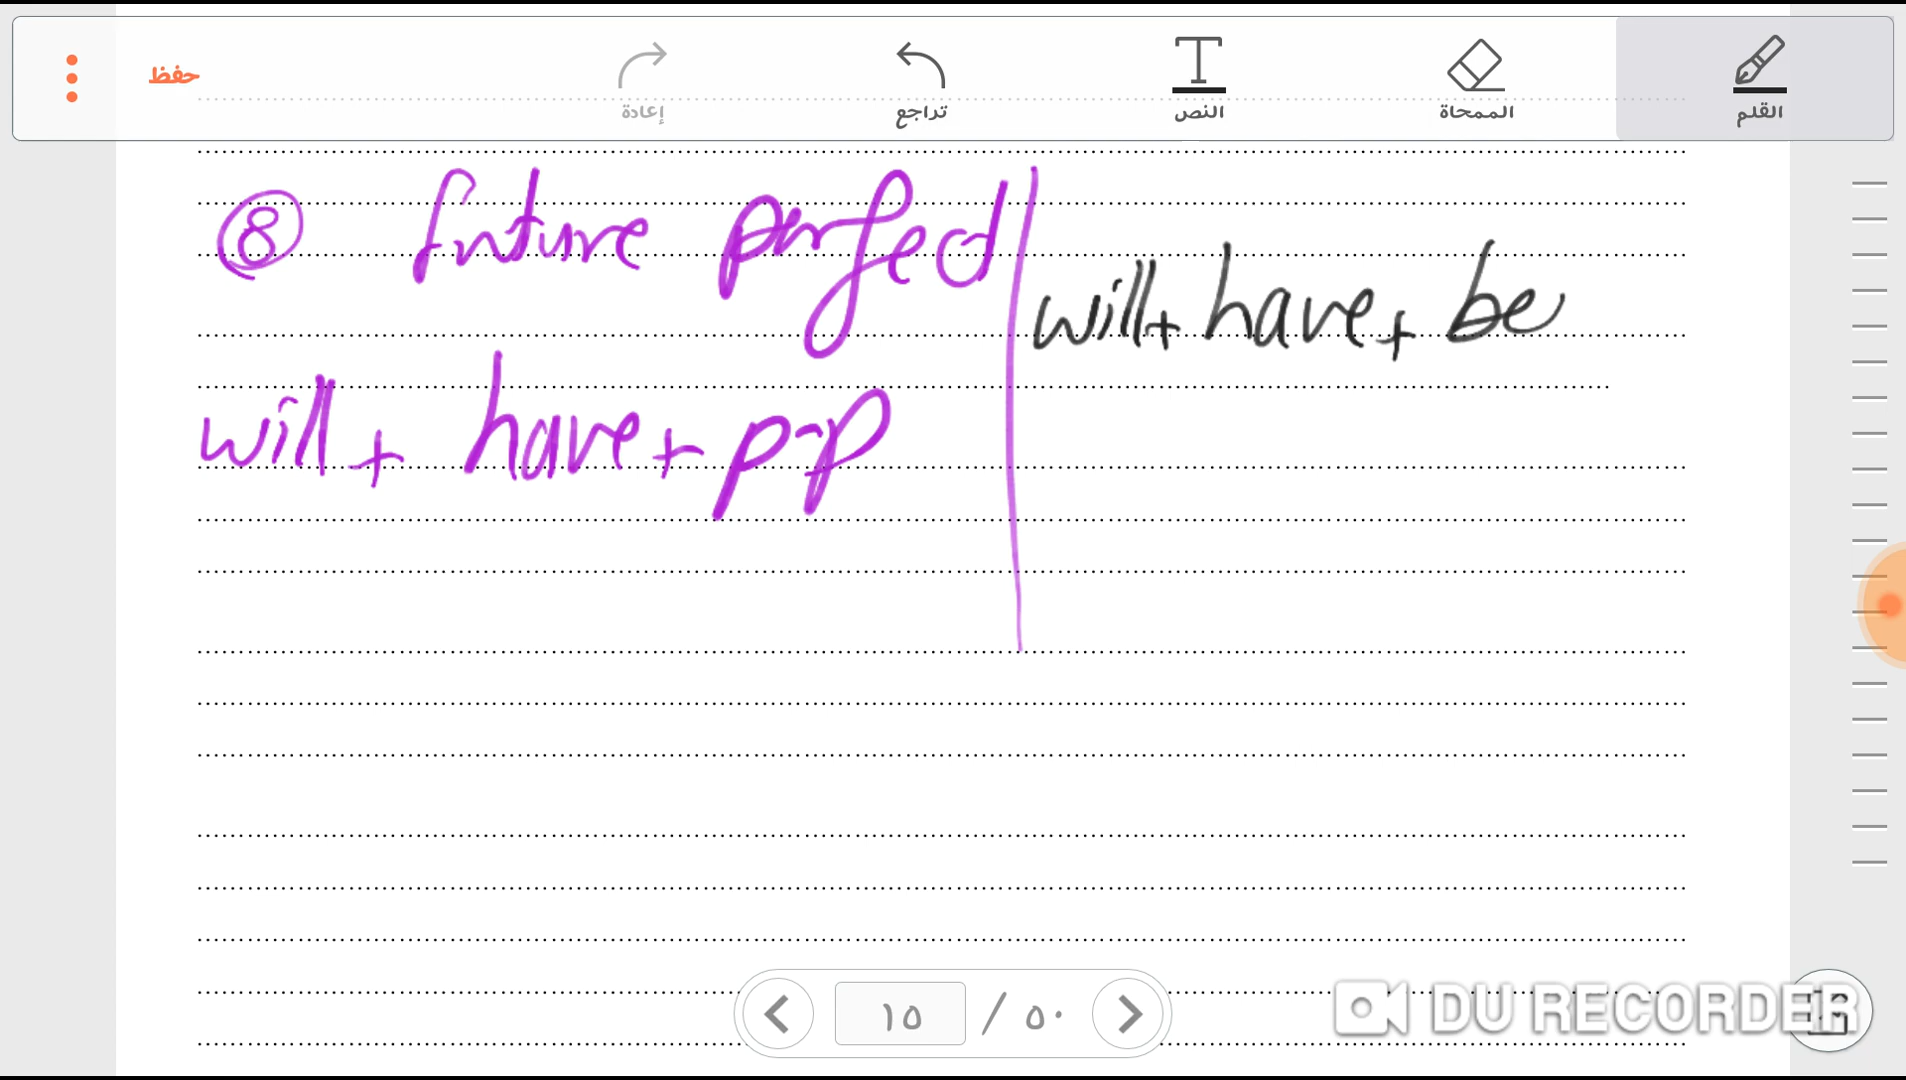 حفظ
إعادة
تراجع
النص
الممحاة
القلم
8 future perfect
will + have + be
will + have + p.p
١٥ / ٥٠
DU RECORDER